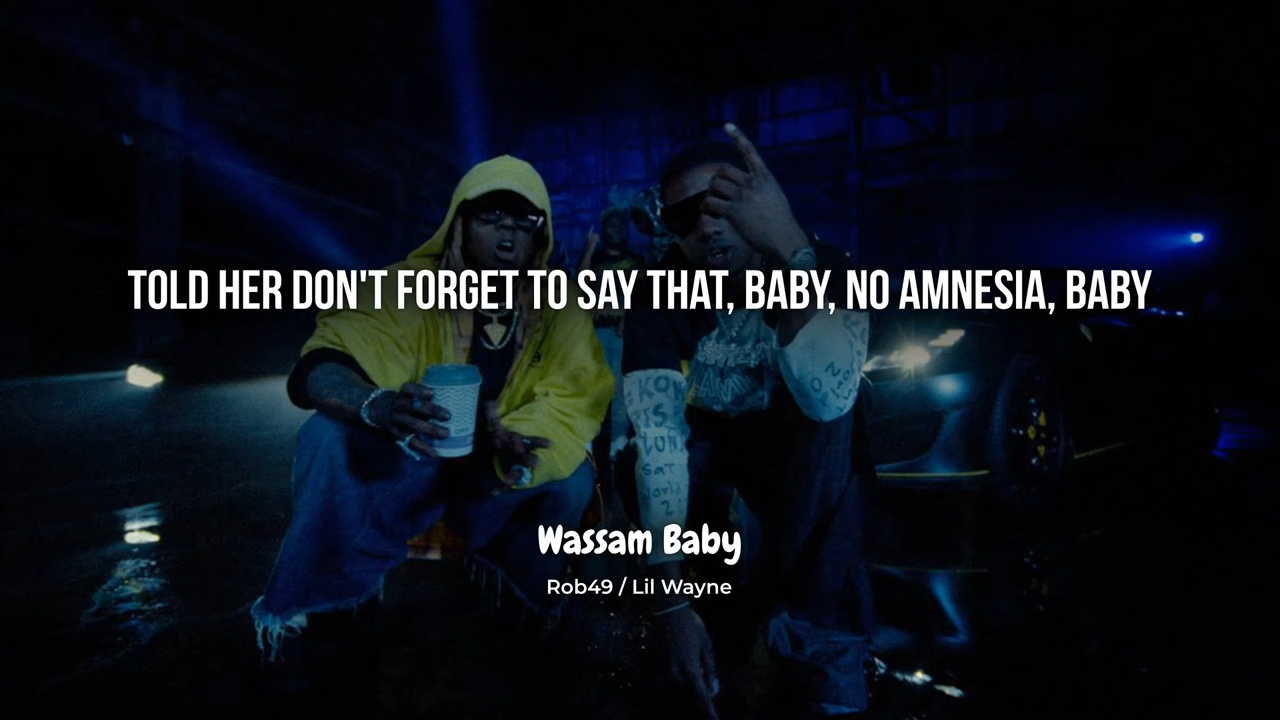 TOLD HER DON'T FORGET TO SAY THAT, BABY, NO AMNESIA, BABY
Wassam Baby
Rob49 / Lil Wayne